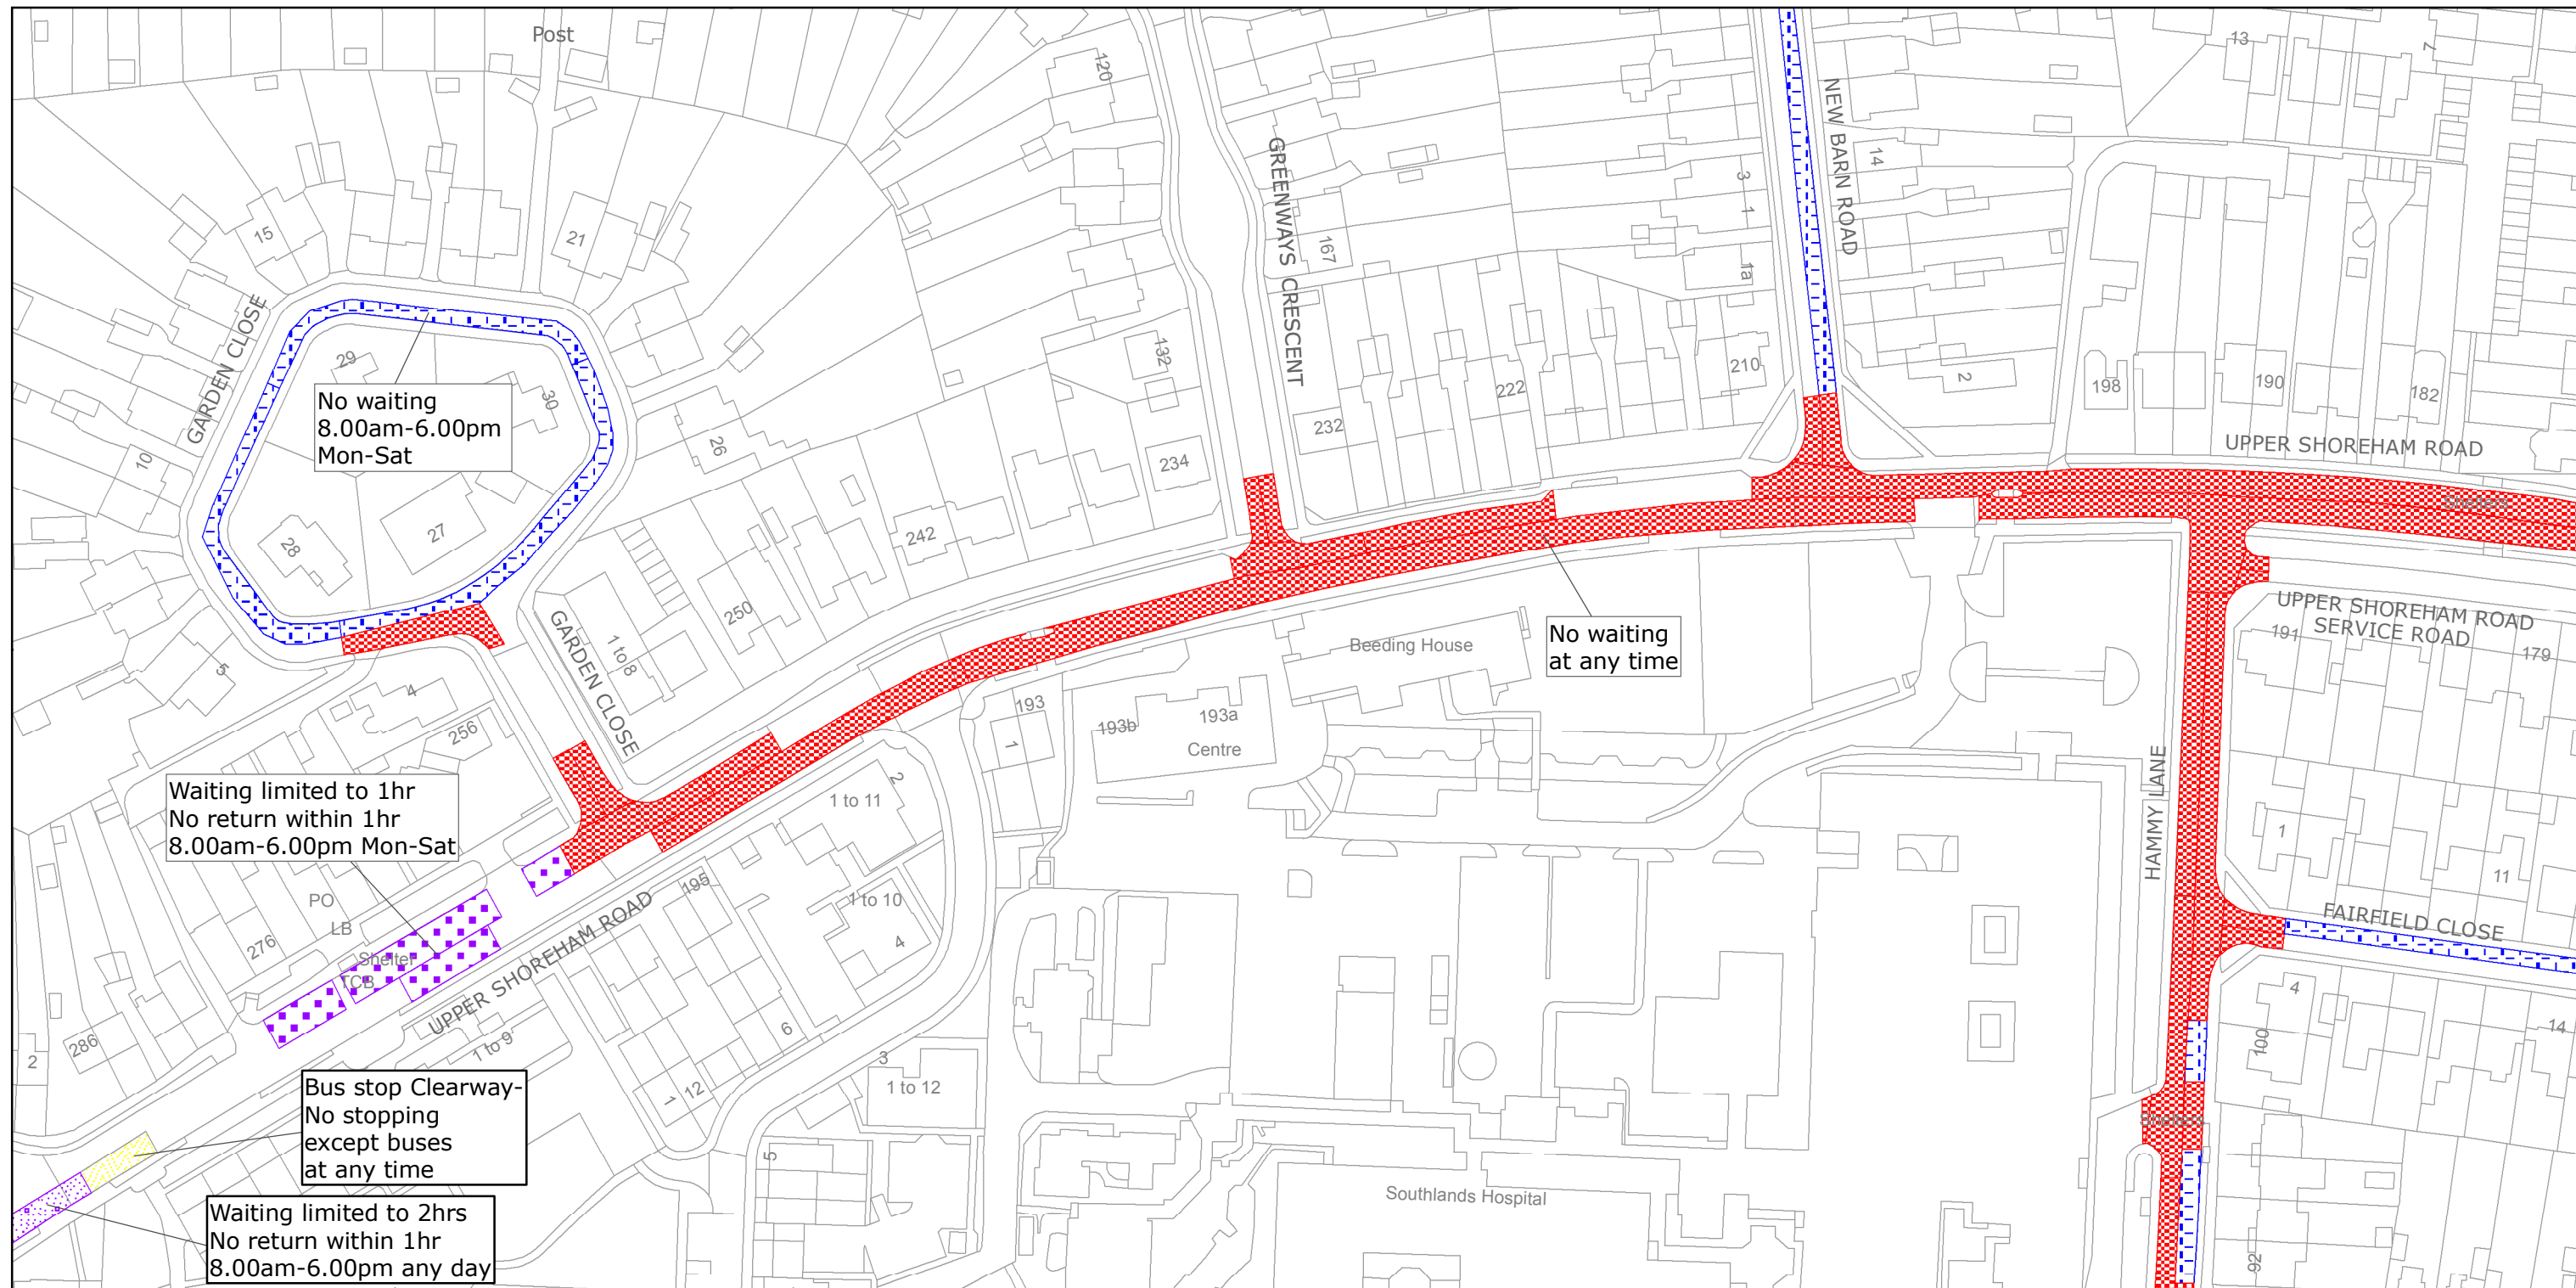 Post
120
13
7
NEW BARN ROAD
14
3
1
1a
GREENWAYS CRESCENT
167
15
21
GARDEN CLOSE
29
30
No waiting
8.00am-6.00pm
Mon-Sat
132
210
222
232
234
2
198
190
182
UPPER SHOREHAM ROAD
10
26
27
28
242
250
Shelters
No waiting
at any time
UPPER SHOREHAM ROAD
SERVICE ROAD
191
179
GARDEN CLOSE
1 to 8
5
4
256
Beeding House
193
193b
193a
Centre
1
HAMMY LANE
Waiting limited to 1hr
No return within 1hr
8.00am-6.00pm Mon-Sat
2
1 to 11
1
11
195
1 to 10
4
PO
LB
276
Shelter
TCB
UPPER SHOREHAM ROAD
FAIRFIELD CLOSE
4
14
100
286
2
1 to 9
6
12
1
3
1 to 12
5
Bus stop Clearway-
No stopping
except buses
at any time
Southlands Hospital
92
Waiting limited to 2hrs
No return within 1hr
8.00am-6.00pm any day